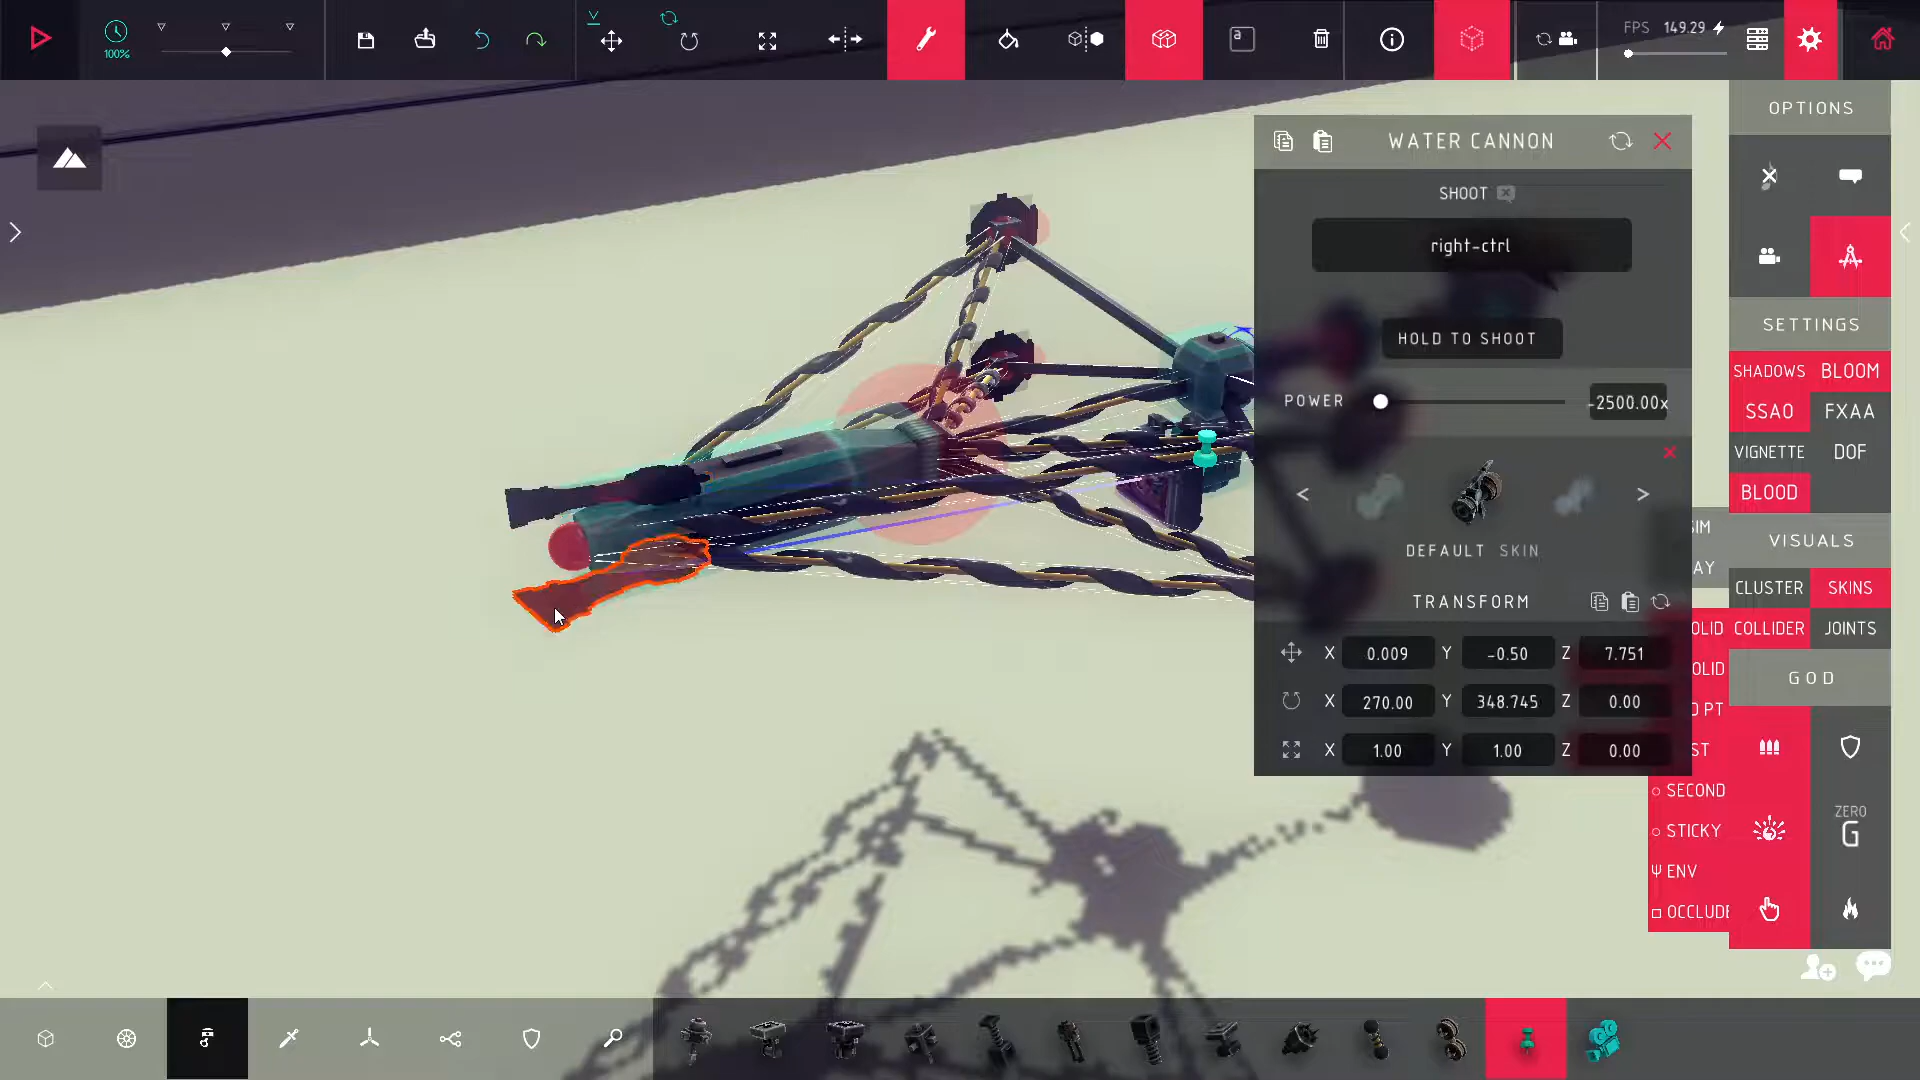 100%
FPS 149.29
a
OPTIONS
WATER CANNON
SHOOT
right-ctrl
HOLD TO SHOOT
POWER -2500.00x
DEFAULT SKIN
TRANSFORM
X 0.009 Y -0.50 Z 7.751
X 270.00 Y 348.745 Z 0.00
X 1.00 Y 1.00 Z 0.00
SETTINGS
SHADOWS BLOOM
SSAO FXAA
VIGNETTE DOF
BLOOD
VISUALS
CLUSTER SKINS
COLLIDER JOINTS
GOD
SECOND
STICKY
ENV
OCCLUDE
ZERO
G